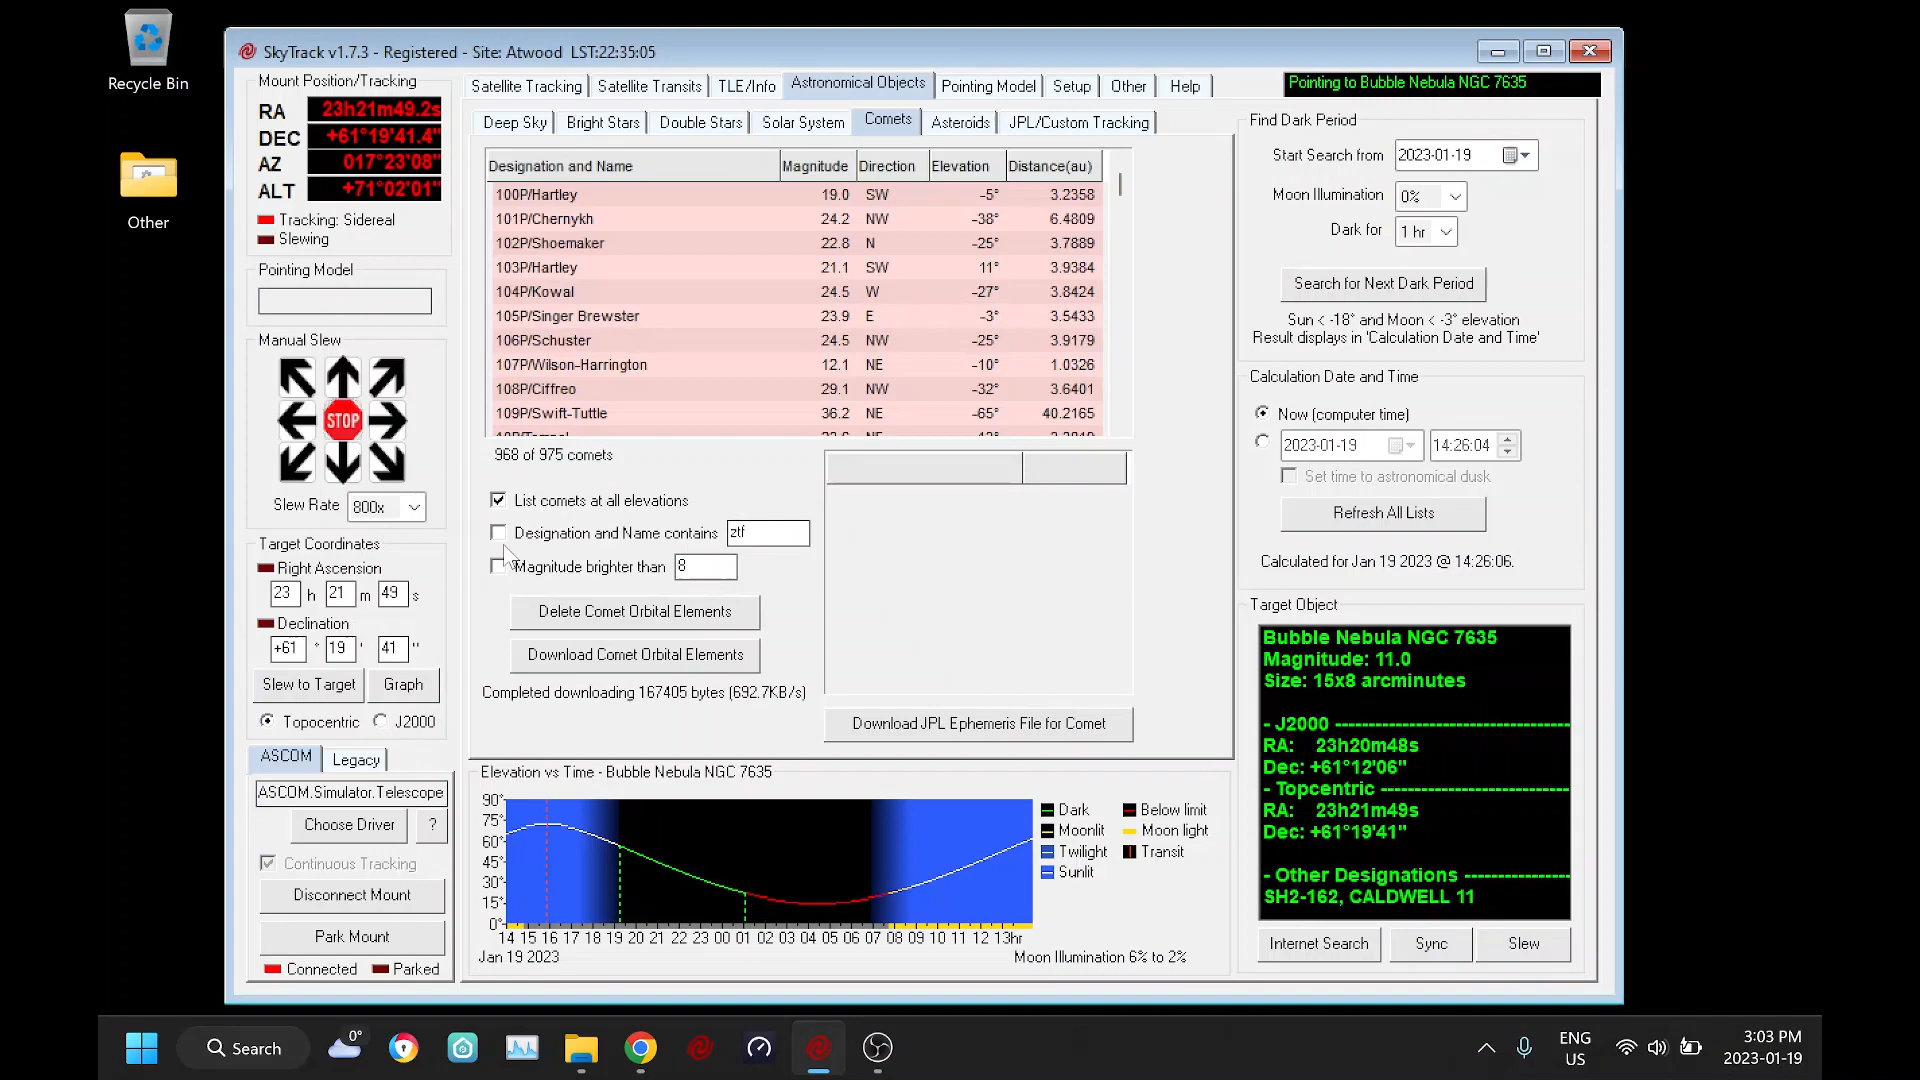 Recycle Bin
Other
SkyTrack v1.7.3 - Registered - Site: Atwood LST:22:35:05
Mount Position/Tracking
RA 23h21m49.2s
DEC +61°19'41.4"
AZ 017°23'08"
ALT +71°02'01"
Tracking: Sidereal
Slewing
Pointing Model
Manual Slew
STOP
Slew Rate 800x
Target Coordinates
Right Ascension
23 h 21 m 49 s
Declination
+61 ° 19 ' 41 "
Slew to Target Graph
Topocentric J2000
ASCOM Legacy
ASCOM.Simulator.Telescope
Choose Driver ?
Continuous Tracking
Disconnect Mount
Park Mount
Connected Parked
Satellite Tracking Satellite Transits TLE/Info Astronomical Objects Pointing Model Setup Other Help
Deep Sky Bright Stars Double Stars Solar System Comets Asteroids JPL/Custom Tracking
Designation and Name Magnitude Direction Elevation Distance(au)
100P/Hartley 19.0 SW -5° 3.2358
101P/Chernykh 24.2 NW -38° 6.4809
102P/Shoemaker 22.8 N -25° 3.7889
103P/Hartley 21.1 SW 11° 3.9384
104P/Kowal 24.5 W -27° 3.8424
105P/Singer Brewster 23.9 E -3° 3.5433
106P/Schuster 24.5 NW -25° 3.9179
107P/Wilson-Harrington 12.1 NE -10° 1.0326
108P/Ciffreo 29.1 NW -32° 3.6401
109P/Swift-Tuttle 36.2 NE -65° 40.2165
968 of 975 comets
List comets at all elevations
Designation and Name contains ztf
Magnitude brighter than 8
Delete Comet Orbital Elements
Download Comet Orbital Elements
Completed downloading 167405 bytes (692.7KB/s)
Download JPL Ephemeris File for Comet
Elevation vs Time - Bubble Nebula NGC 7635
90°
75°
60°
45°
30°
15°
0°
14 15 16 17 18 19 20 21 22 23 00 01 02 03 04 05 06 07 08 09 10 11 12 13hr
Jan 19 2023
Moon Illumination 6% to 2%
Dark Below limit
Moonlit Moon light
Twilight Transit
Sunlit
Pointing to Bubble Nebula NGC 7635
Find Dark Period
Start Search from 2023-01-19
Moon Illumination 0%
Dark for 1 hr
Search for Next Dark Period
Sun < -18° and Moon < -3° elevation
Result displays in 'Calculation Date and Time'
Calculation Date and Time
Now (computer time)
2023-01-19 14:26:04
Set time to astronomical dusk
Refresh All Lists
Calculated for Jan 19 2023 @ 14:26:06.
Target Object
Bubble Nebula NGC 7635
Magnitude: 11.0
Size: 15x8 arcminutes
- J2000 --------------------------------
RA: 23h20m48s
Dec: +61°12'06"
- Topcentric --------------------------
RA: 23h21m49s
Dec: +61°19'41"
- Other Designations ---------------
SH2-162, CALDWELL 11
Internet Search Sync Slew
Search
0°
ENG
US
3:03 PM
2023-01-19